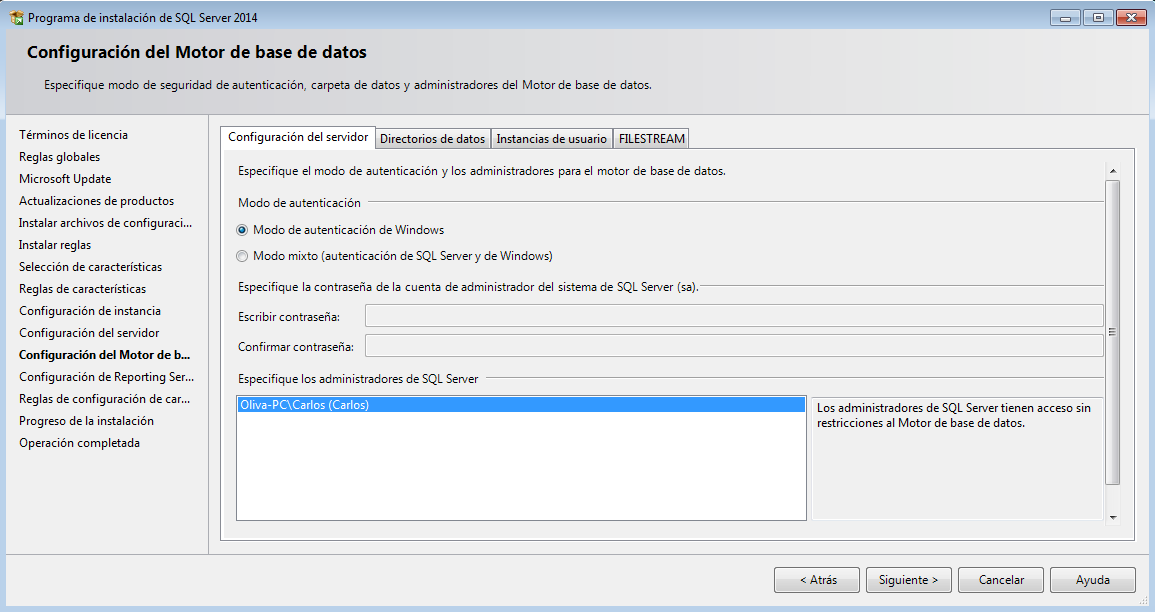 Programa de instalación de SQL Server 2014
Configuración del Motor de base de datos
Especifique modo de seguridad de autenticación, carpeta de datos y administradores del Motor de base de datos.
Términos de licencia
Reglas globales
Microsoft Update
Actualizaciones de productos
Instalar archivos de configuraci...
Instalar reglas
Selección de características
Reglas de características
Configuración de instancia
Configuración del servidor
Configuración del Motor de b...
Configuración de Reporting Ser...
Reglas de configuración de car...
Progreso de la instalación
Operación completada
Configuración del servidor
Directorios de datos
Instancias de usuario
FILESTREAM
Especifique el modo de autenticación y los administradores para el motor de base de datos.
Modo de autenticación
Modo de autenticación de Windows
Modo mixto (autenticación de SQL Server y de Windows)
Especifique la contraseña de la cuenta de administrador del sistema de SQL Server (sa).
Escribir contraseña:
Confirmar contraseña:
Especifique los administradores de SQL Server
Oliva-PC\Carlos (Carlos)
Los administradores de SQL Server tienen acceso sin
restricciones al Motor de base de datos.
< Atrás
Siguiente >
Cancelar
Ayuda